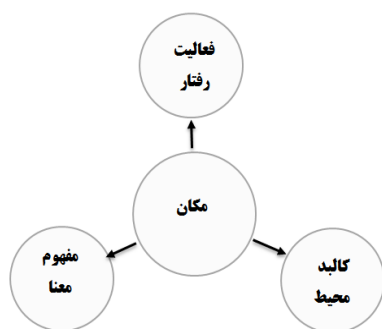 فعالیت
رفتار
مکان
کالبد
محیط
مفهوم
معنا